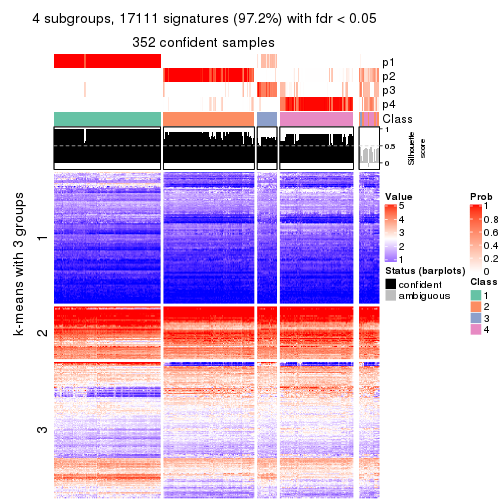 4 subgroups, 17111 signatures (97.2%) with fdr < 0.05
352 confident samples
p1
p2
p3
p4
Class
1
0.5
0
Silhouette
score
k-means with 3 groups
1
2
3
Value
5
4
3
2
1
Status (barplots)
confident
ambiguous
Prob
1
0.8
0.6
0.4
0.2
0
Class
1
2
3
4